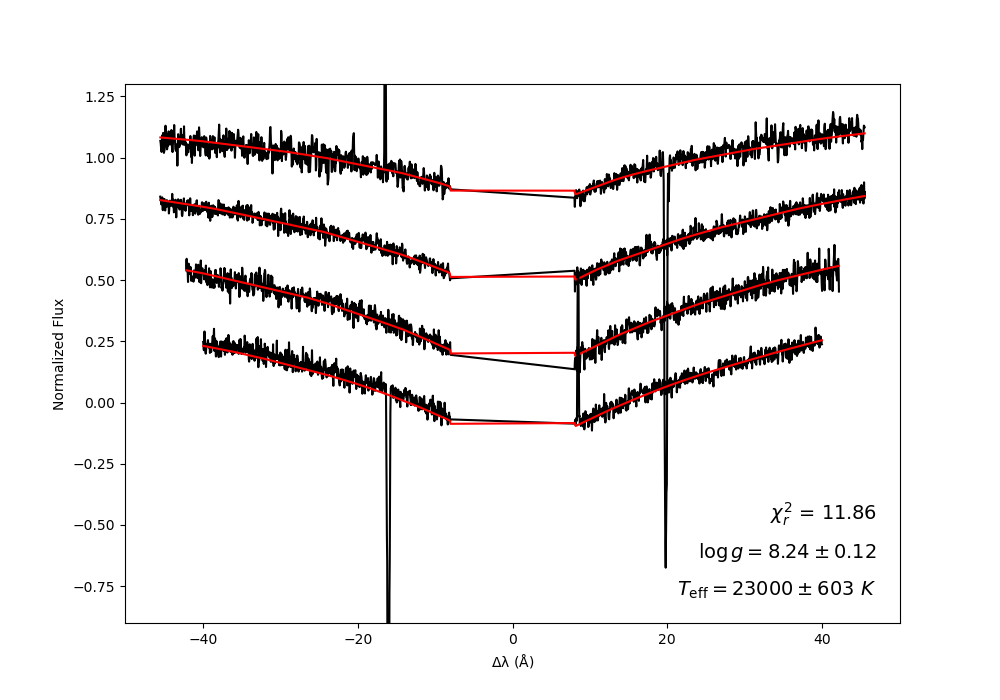 1.25
1.00
0.75
0.50
0.25
0.00
−0.25
−0.50
−0.75
Normalized Flux
χ²ᵣ = 11.86
log g = 8.24 ± 0.12
T_eff = 23000 ± 603 K
−40
−20
0
20
40
Δλ (Å)